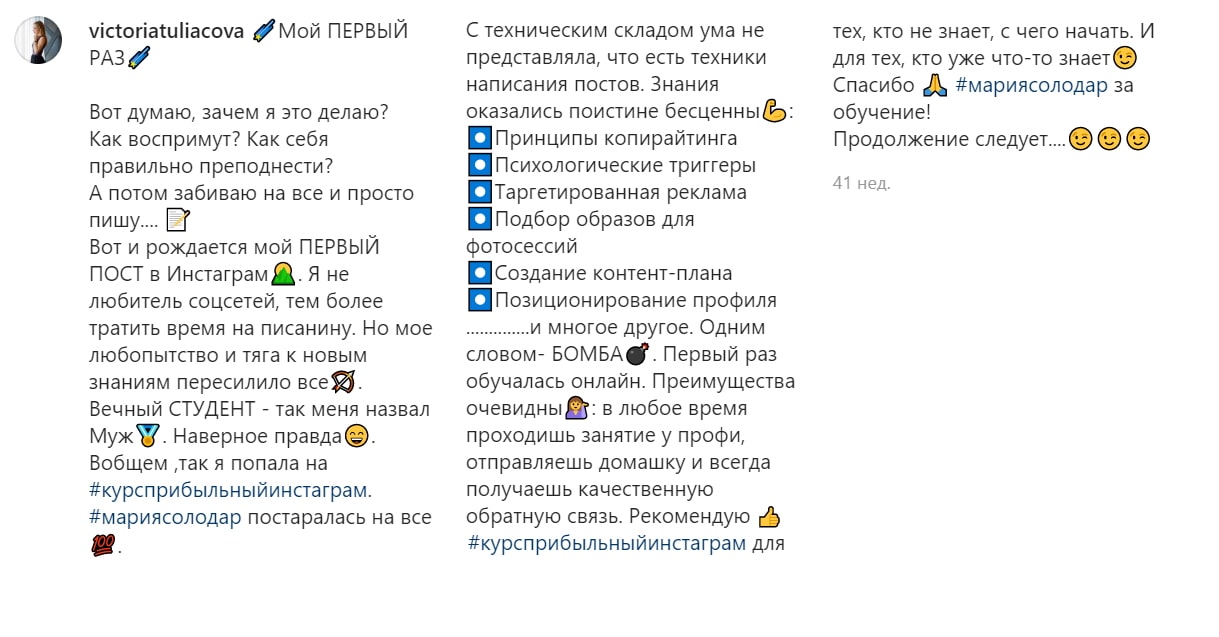 victoriatuliacova 🌠Мой ПЕРВЫЙ
РАЗ🌠
Вот думаю, зачем я это делаю?
Как воспримут? Как себя
правильно преподнести?
А потом забиваю на все и просто
пишу.... 📝
Вот и рождается мой ПЕРВЫЙ
ПОСТ в Инстаграм🌄. Я не
любитель соцсетей, тем более
тратить время на писанину. Но мое
любопытство и тяга к новым
знаниям пересилило все🏹.
Вечный СТУДЕНТ - так меня назвал
Муж🏅. Наверное правда😄.
Вобщем ,так я попала на
#курсприбыльныйинстаграм.
#мариясолодар постаралась на все
💯.
С техническим складом ума не
представляла, что есть техники
написания постов. Знания
оказались поистине бесценны💪:
⏺Принципы копирайтинга
⏺Психологические триггеры
⏺Таргетированная реклама
⏺Подбор образов для
фотосессий
⏺Создание контент-плана
⏺Позиционирование профиля
..............и многое другое. Одним
словом- БОМБА💣. Первый раз
обучалась онлайн. Преимущества
очевидны💁: в любое время
проходишь занятие у профи,
отправляешь домашку и всегда
получаешь качественную
обратную связь. Рекомендую 👍
#курсприбыльныйинстаграм для
тех, кто не знает, с чего начать. И
для тех, кто уже что-то знает😉
Спасибо 🙏 #мариясолодар за
обучение!
Продолжение следует....😉😉😉
41 нед.